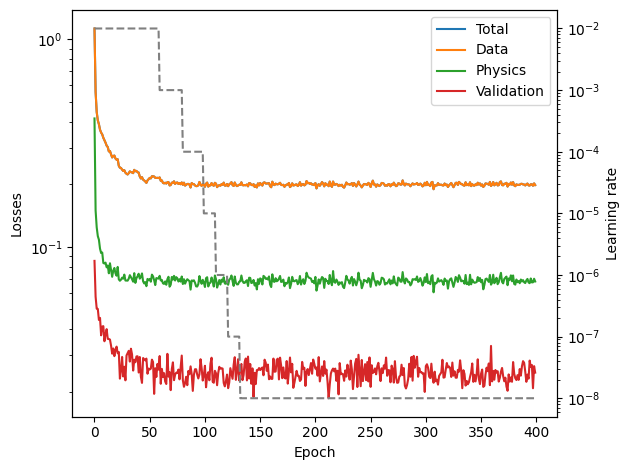 Total
Data
Physics
Validation
10⁰
10⁻¹
Losses
10⁻²
10⁻³
10⁻⁴
10⁻⁵
10⁻⁶
10⁻⁷
10⁻⁸
Learning rate
0 50 100 150 200 250 300 350 400
Epoch